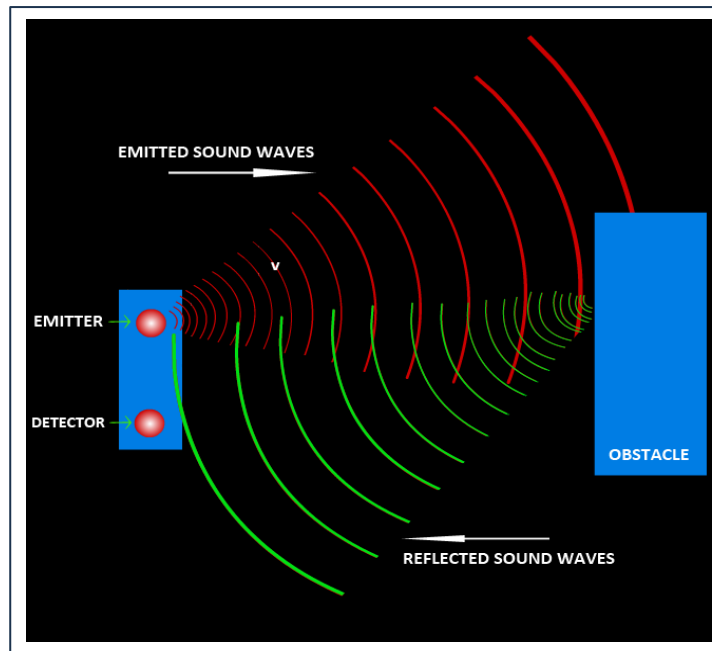 EMITTED SOUND WAVES
v
EMITTER
DETECTOR
OBSTACLE
REFLECTED SOUND WAVES